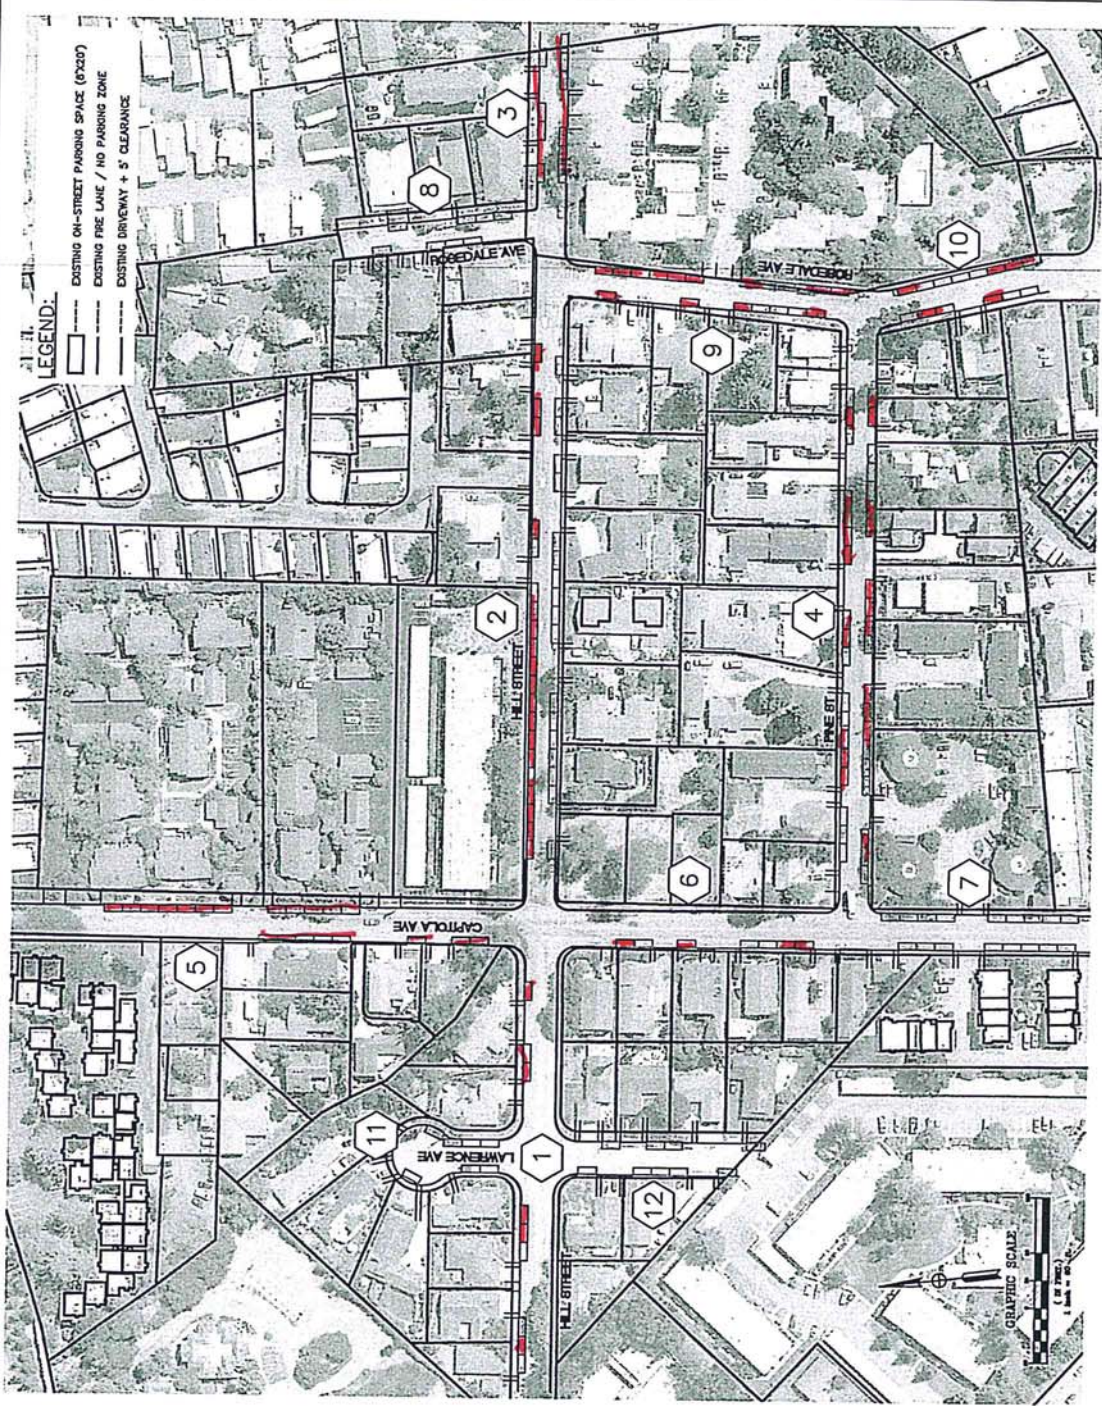 LEGEND:
EXISTING ON-STREET PARKING SPACE (8'X20')
EXISTING FIRE LANE / NO PARKING ZONE
EXISTING DRIVEWAY + 5' CLEARANCE
3
8
ROSEDALE AVE
10
ROSEDALE AVE
9
2
HILL STREET
4
PINE ST
CAPITOLA AVE
6
7
5
11
LAWRENCE AVE
1
12
HILL STREET
GRAPHIC SCALE